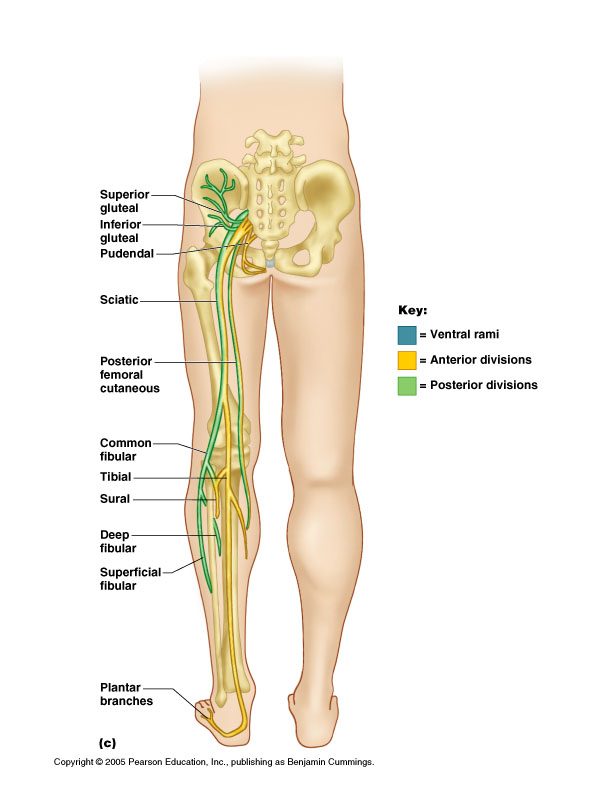 Superior
gluteal
Inferior
gluteal
Pudendal
Sciatic
Posterior
femoral
cutaneous
Common
fibular
Tibial
Sural
Deep
fibular
Superficial
fibular
Plantar
branches
Key:
= Ventral rami
= Anterior divisions
= Posterior divisions
(c)
Copyright © 2005 Pearson Education, Inc., publishing as Benjamin Cummings.